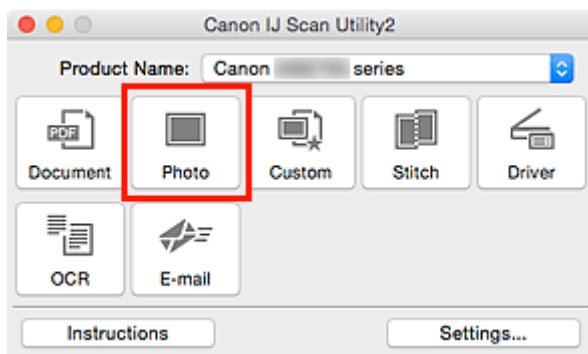 Canon IJ Scan Utility2
Product Name: Canon series
PDF
Document Photo Custom Stitch Driver
OCR E-mail
Instructions Settings...